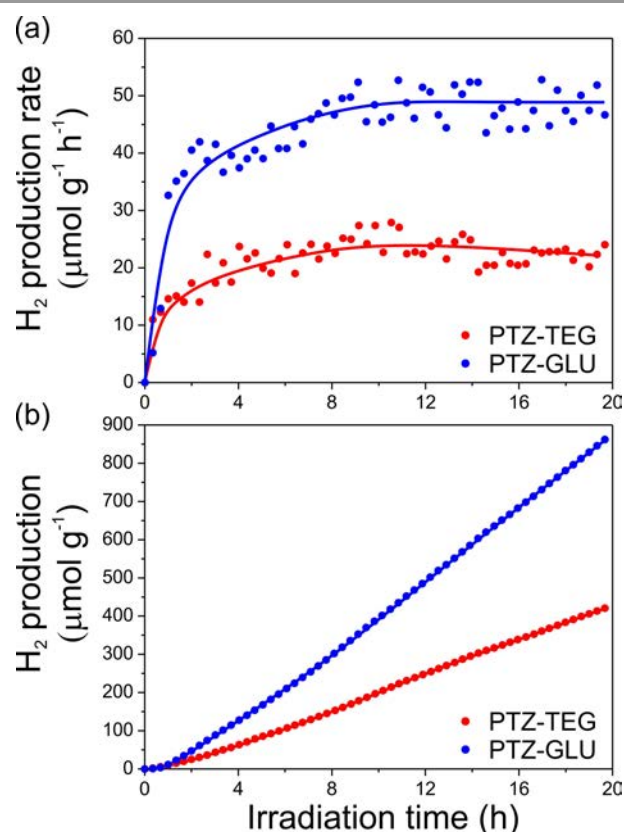 (a)
60
50
40
30
20
10
0
H₂ production rate
(μmol g⁻¹ h⁻¹)
PTZ-TEG
PTZ-GLU
0 4 8 12 16 20
(b)
900
800
700
600
500
400
300
200
100
0
H₂ production
(μmol g⁻¹)
PTZ-TEG
PTZ-GLU
0 4 8 12 16 20
Irradiation time (h)